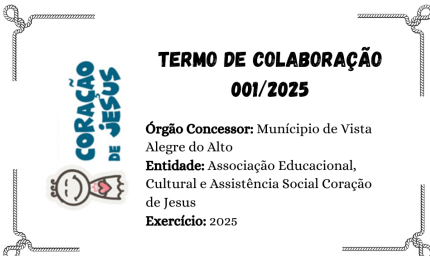 CORAÇÃO
DE JESUS
TERMO DE COLABORAÇÃO
001/2025
Órgão Concessor: Munícipio de Vista
Alegre do Alto
Entidade: Associação Educacional,
Cultural e Assistência Social Coração
de Jesus
Exercício: 2025